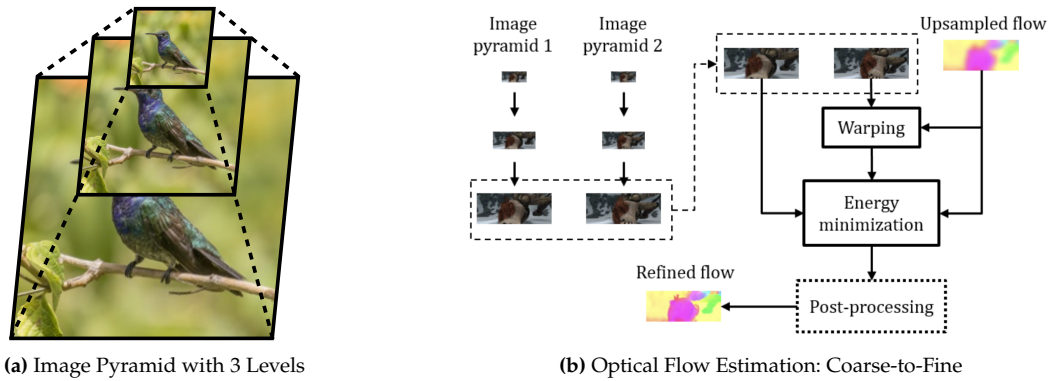 Image
pyramid 1
Image
pyramid 2
Upsampled flow
Warping
Energy
minimization
Refined flow
Post-processing
(a) Image Pyramid with 3 Levels
(b) Optical Flow Estimation: Coarse-to-Fine